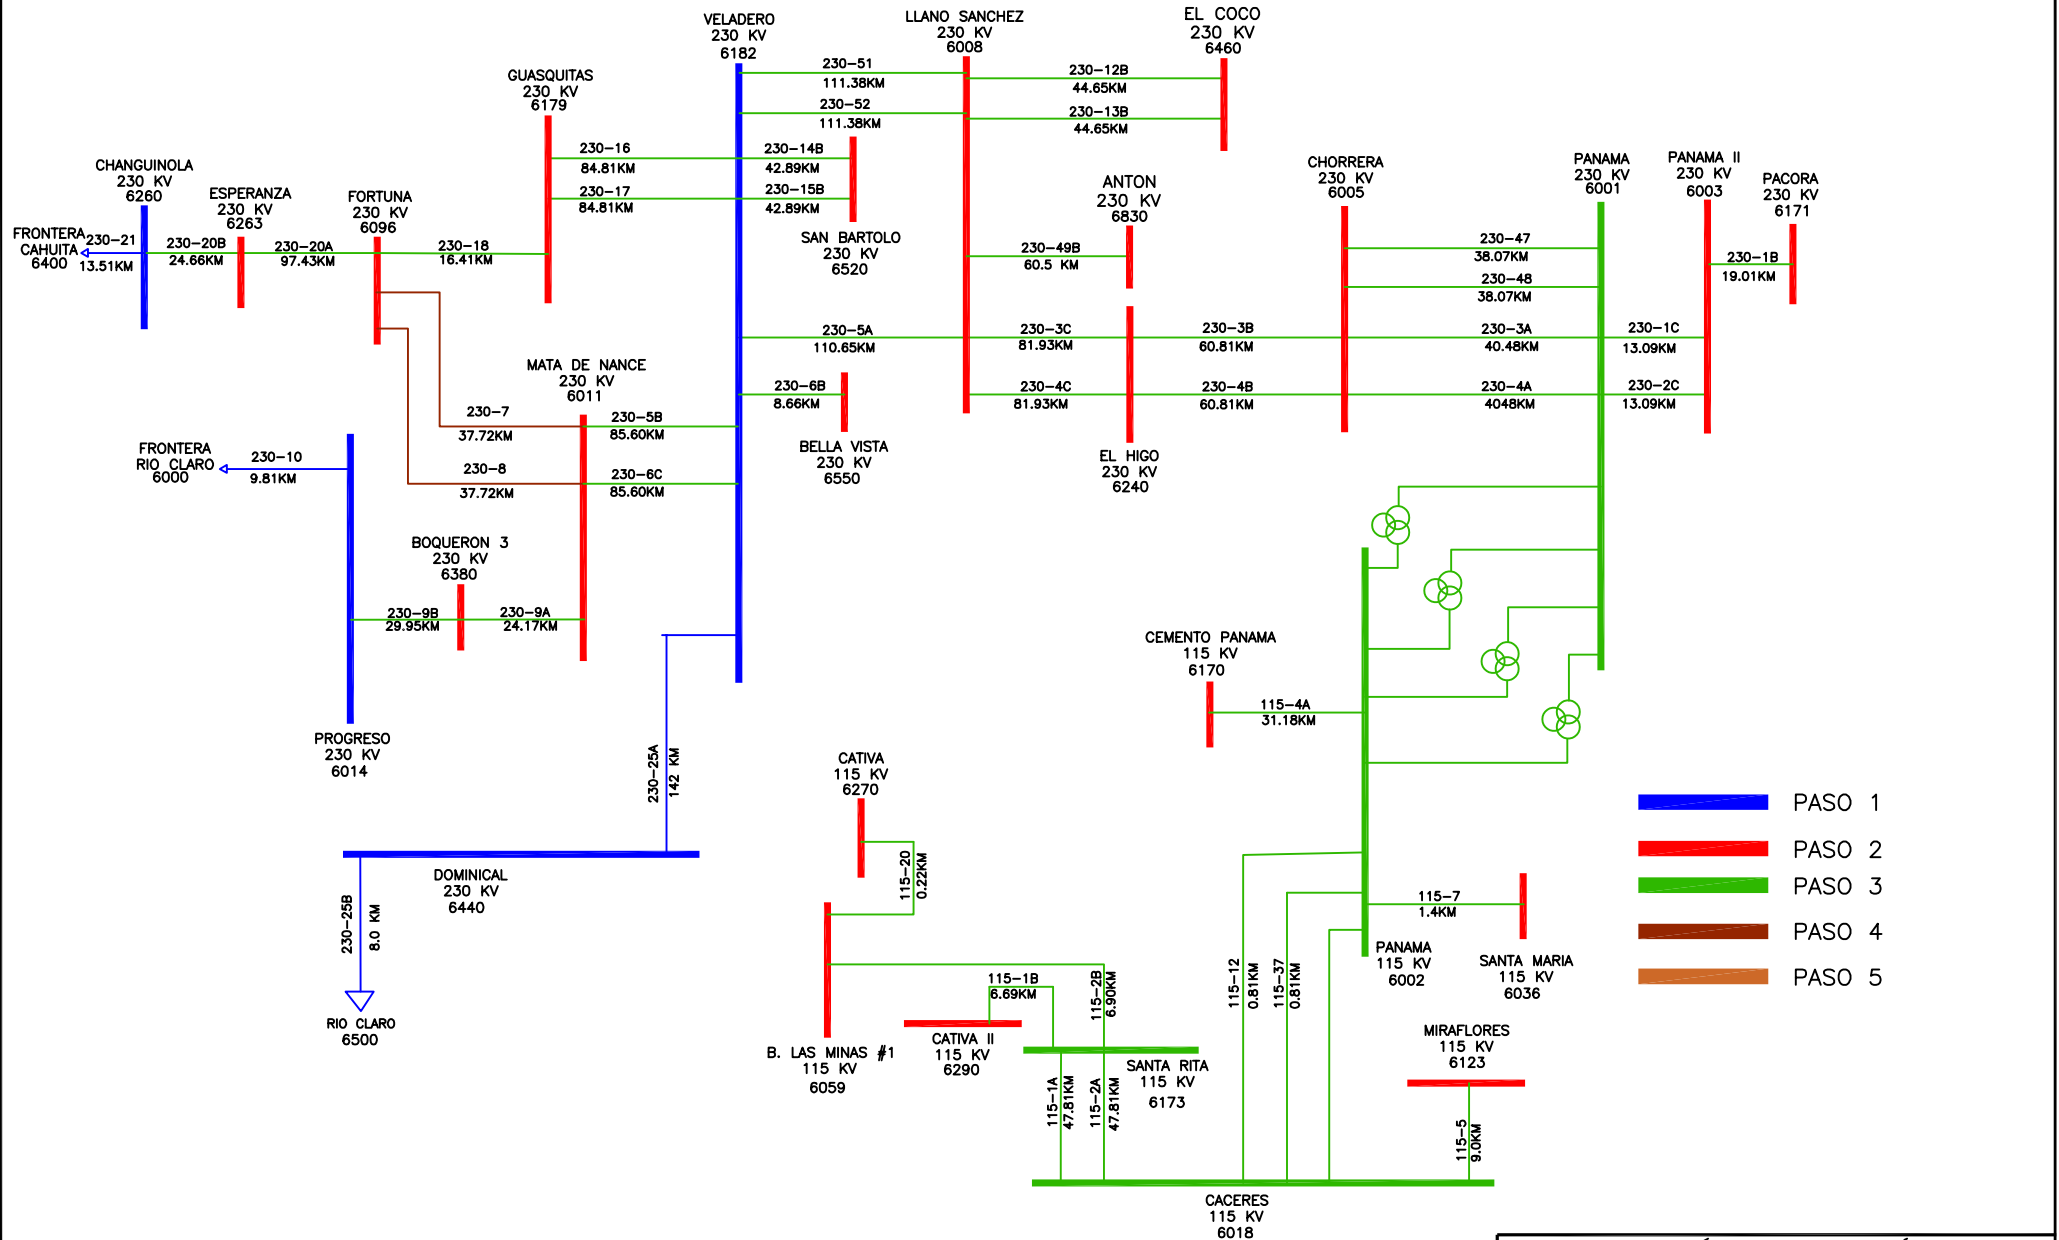 VELADERO
230 KV
6182
LLANO SANCHEZ
230 KV
6008
EL COCO
230 KV
6460
GUASQUITAS
230 KV
6179
230-51
111.38KM
230-52
111.38KM
230-12B
44.65KM
230-13B
44.65KM
230-16
84.81KM
230-17
84.81KM
230-14B
42.89KM
230-15B
42.89KM
SAN BARTOLO
230 KV
6520
CHANGUINOLA
230 KV
6260
ESPERANZA
230 KV
6263
FORTUNA
230 KV
6096
FRONTERA
CAHUITA
6400
230-21
13.51KM
230-20B
24.66KM
230-20A
97.43KM
230-18
16.41KM
ANTON
230 KV
6830
230-49B
60.5 KM
CHORRERA
230 KV
6005
PANAMA
230 KV
6001
PANAMA II
230 KV
6003
PACORA
230 KV
6171
230-47
38.07KM
230-48
38.07KM
230-1B
19.01KM
230-5A
110.65KM
230-3C
81.93KM
230-3B
60.81KM
230-3A
40.48KM
230-1C
13.09KM
230-6B
8.66KM
230-4C
81.93KM
230-4B
60.81KM
230-4A
4048KM
230-2C
13.09KM
MATA DE NANCE
230 KV
6011
230-7
37.72KM
230-5B
85.60KM
230-8
37.72KM
230-6C
85.60KM
BELLA VISTA
230 KV
6550
EL HIGO
230 KV
6240
FRONTERA
RIO CLARO
6000
230-10
9.81KM
BOQUERON 3
230 KV
6380
230-9B
29.95KM
230-9A
24.17KM
PROGRESO
230 KV
6014
230-25A
142 KM
CEMENTO PANAMA
115 KV
6170
115-4A
31.18KM
CATIVA
115 KV
6270
115-20
0.22KM
DOMINICAL
230 KV
6440
230-25B
8.0 KM
RIO CLARO
6500
PASO 1
PASO 2
PASO 3
PASO 4
PASO 5
115-7
1.4KM
PANAMA
115 KV
6002
SANTA MARIA
115 KV
6036
115-12
0.81KM
115-37
0.81KM
115-1B
6.69KM
115-2B
6.90KM
B. LAS MINAS #1
115 KV
6059
CATIVA II
115 KV
6290
SANTA RITA
115 KV
6173
115-1A
47.81KM
115-2A
47.81KM
MIRAFLORES
115 KV
6123
115-5
9.0KM
CACERES
115 KV
6018